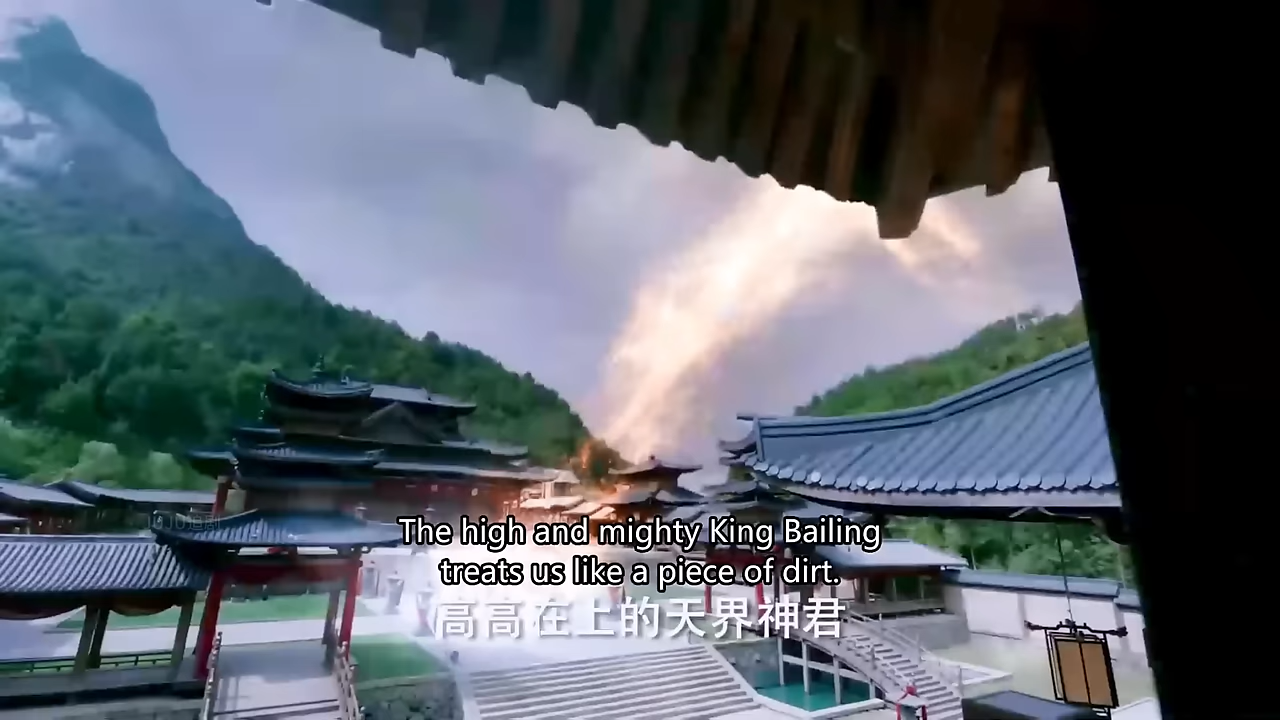 The high and mighty King Bailing
treats us like a piece of dirt.
高高在上的天界神君